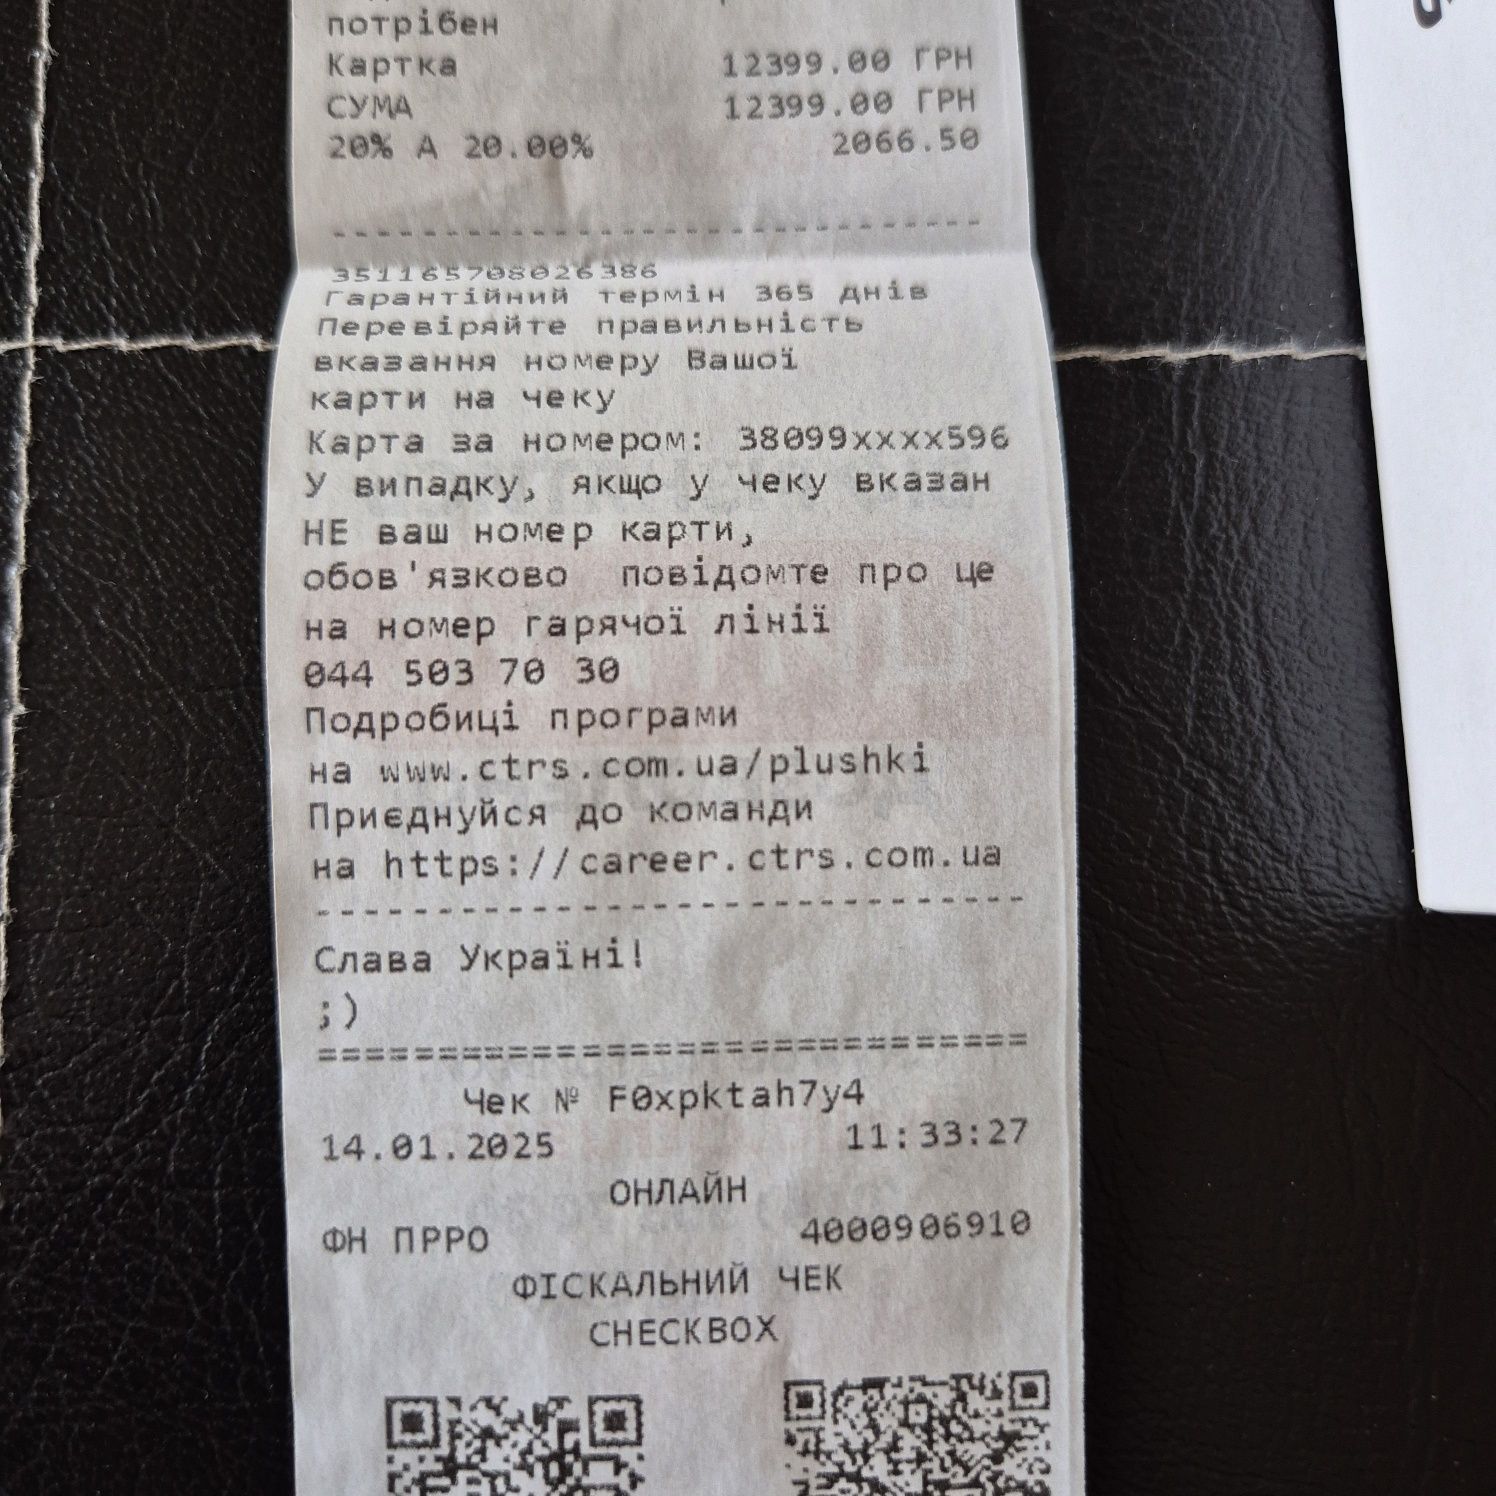 потрібен
Картка 12399.00 ГРН
СУМА 12399.00 ГРН
20% А 20.00% 2066.50
--------------------------------
351165708026386
Гарантійний термін 365 днів
Перевіряйте правильність
вказання номеру Вашої
карти на чеку
Карта за номером: 38099xxxx596
У випадку, якщо у чеку вказан
НЕ ваш номер карти,
обов'язково  повідомте про це
на номер гарячої лінії
044 503 70 30
Подробиці програми
на www.ctrs.com.ua/plushki
Приєднуйся до команди
на https://career.ctrs.com.ua
--------------------------------
Слава Україні!
;)
================================
Чек № F0xpktah7y4
14.01.2025 11:33:27
ОНЛАЙН
ФН ПРРО 4000906910
ФІСКАЛЬНИЙ ЧЕК
CHECKBOX